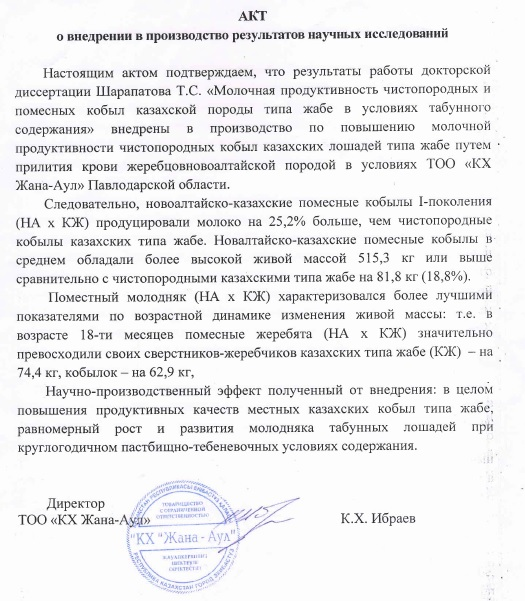 АКТ
о внедрении в производство результатов научных исследований
Настоящим актом подтверждаем, что результаты работы докторской
диссертации Шарапатова Т.С. «Молочная продуктивность чистопородных и
помесных кобыл казахской породы типа жабе в условиях табунного
содержания» внедрены в производство по повышению молочной
продуктивности чистопородных кобыл казахских лошадей типа жабе путем
прилития крови жеребцовновоалтайской породой в условиях ТОО «КХ
Жана-Аул» Павлодарской области.
Следовательно, новоалтайско-казахские помесные кобылы I-поколения
(НА х КЖ) продуцировали молоко на 25,2% больше, чем чистопородные
кобылы казахских типа жабе. Новалтайско-казахские помесные кобылы в
среднем обладали более высокой живой массой 515,3 кг или выше
сравнительно с чистопородными казахскими типа жабе на 81,8 кг (18,8%).
Поместный молодняк (НА х КЖ) характеризовался более лучшими
показателями по возрастной динамике изменения живой массы: т.е. в
возрасте 18-ти месяцев помесные жеребята (НА х КЖ) значительно
превосходили своих сверстников-жеребчиков казахских типа жабе (КЖ) – на
74,4 кг, кобылок – на 62,9 кг,
Научно-производственный эффект полученный от внедрения: в целом
повышения продуктивных качеств местных казахских кобыл типа жабе,
равномерный рост и развития молодняка табунных лошадей при
круглогодичном пастбищно-тебеневочных условиях содержания.
Директор
ТОО «КХ Жана-Аул»
К.Х. Ибраев
ТОВАРИЩЕСТВО
С ОГРАНИЧЕННОЙ
ОТВЕТСТВЕННОСТЬЮ
"КХ "Жана - Аул"
РЕСПУБЛИКА КАЗАХСТАН ГОРОД